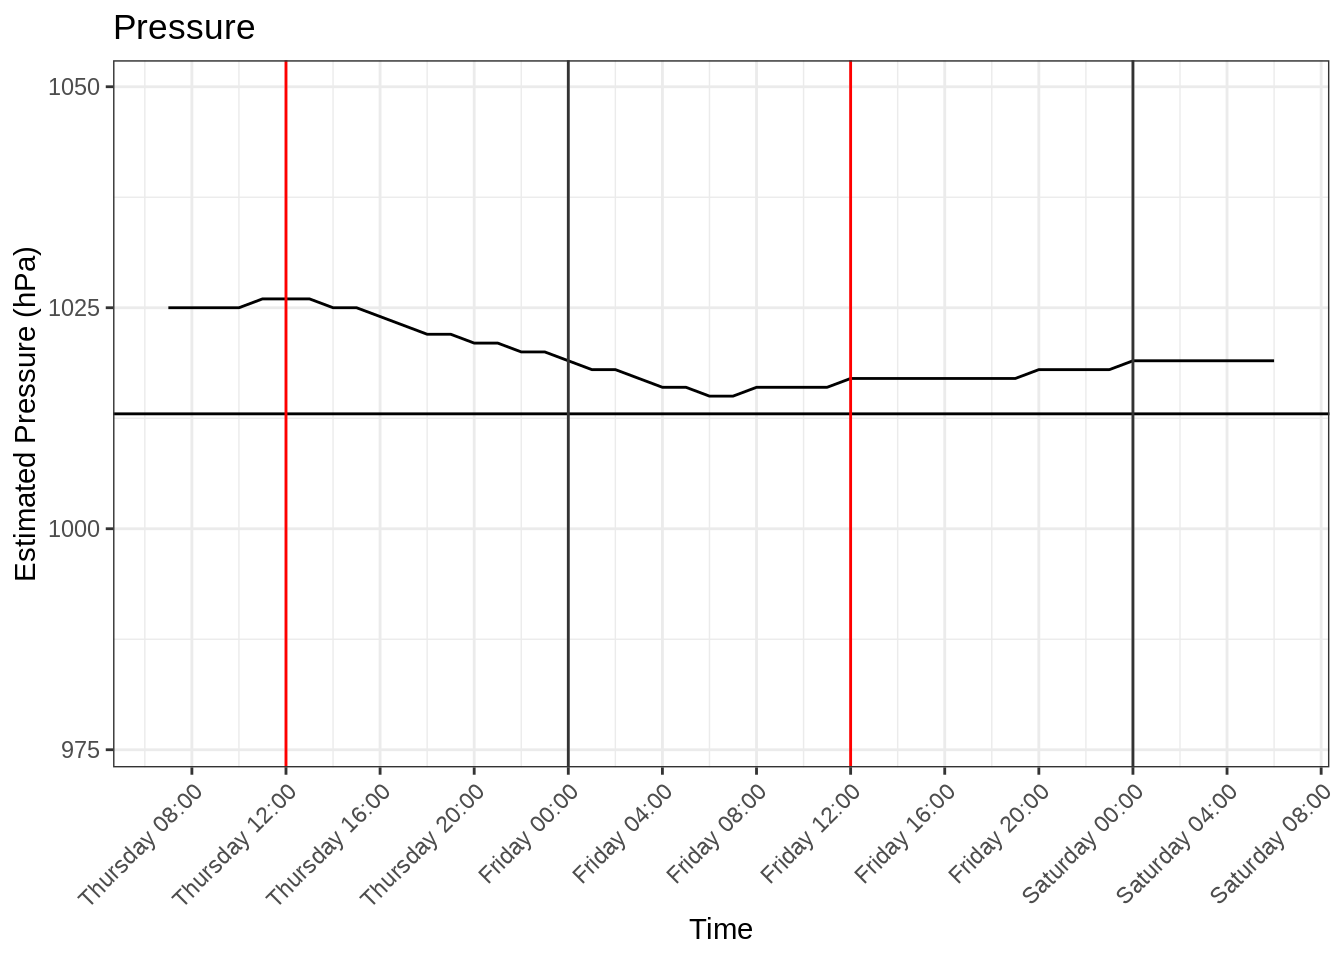 Pressure
Estimated Pressure (hPa)
1050
1025
1000
975
Thursday 08:00
Thursday 12:00
Thursday 16:00
Thursday 20:00
Friday 00:00
Friday 04:00
Friday 08:00
Friday 12:00
Friday 16:00
Friday 20:00
Saturday 00:00
Saturday 04:00
Saturday 08:00
Time